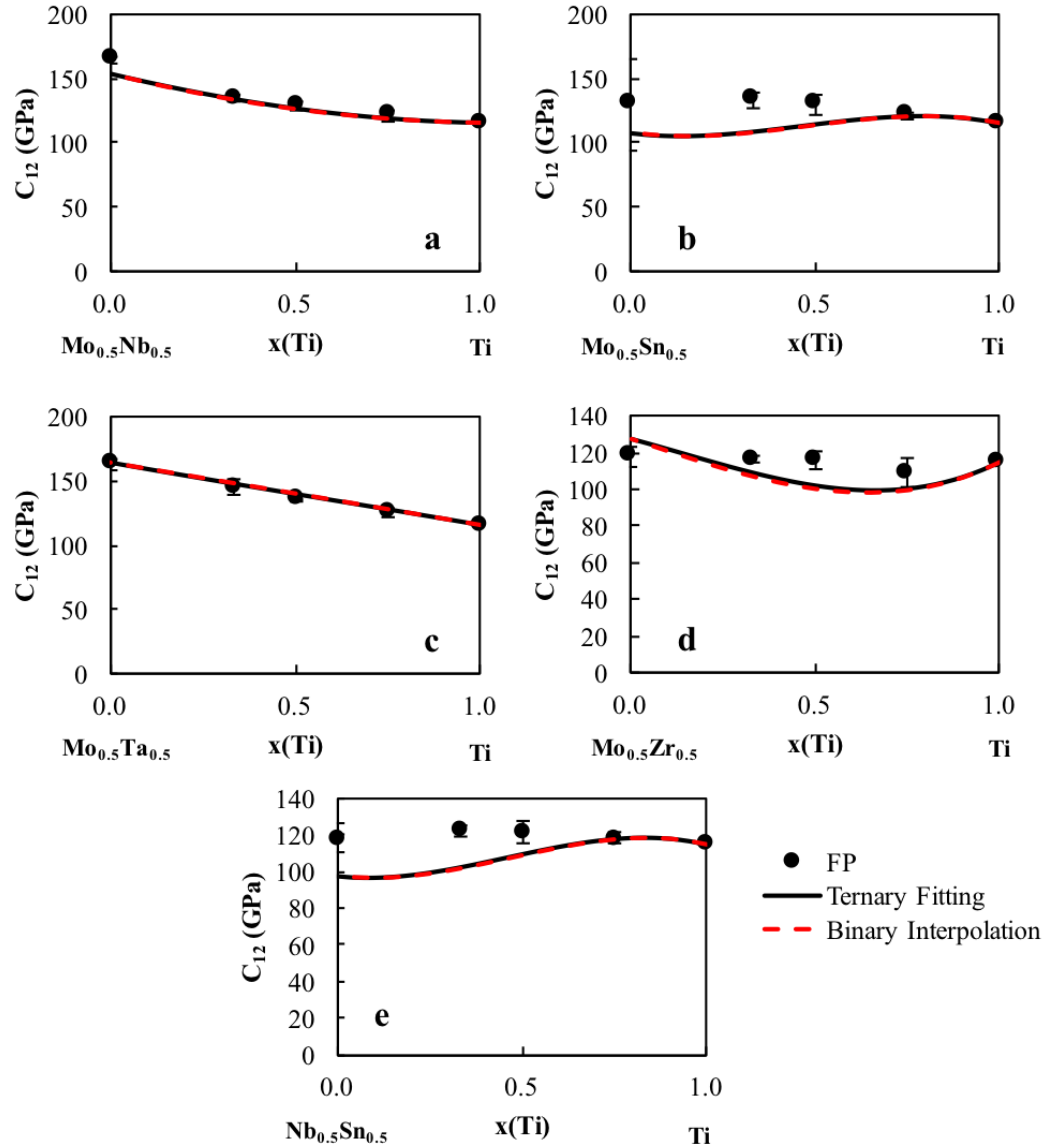 200
150
100
50
0
C₁₂ (GPa)
a
0.0
0.5
1.0
Mo₀.₅Nb₀.₅
x(Ti)
Ti
200
150
100
50
0
C₁₂ (GPa)
b
0.0
0.5
1.0
Mo₀.₅Sn₀.₅
x(Ti)
Ti
200
150
100
50
0
C₁₂ (GPa)
c
0.0
0.5
1.0
Mo₀.₅Ta₀.₅
x(Ti)
Ti
140
120
100
80
60
40
20
0
C₁₂ (GPa)
d
0.0
0.5
1.0
Mo₀.₅Zr₀.₅
x(Ti)
Ti
140
120
100
80
60
40
20
0
C₁₂ (GPa)
e
0.0
0.5
1.0
Nb₀.₅Sn₀.₅
x(Ti)
Ti
FP
Ternary Fitting
Binary Interpolation